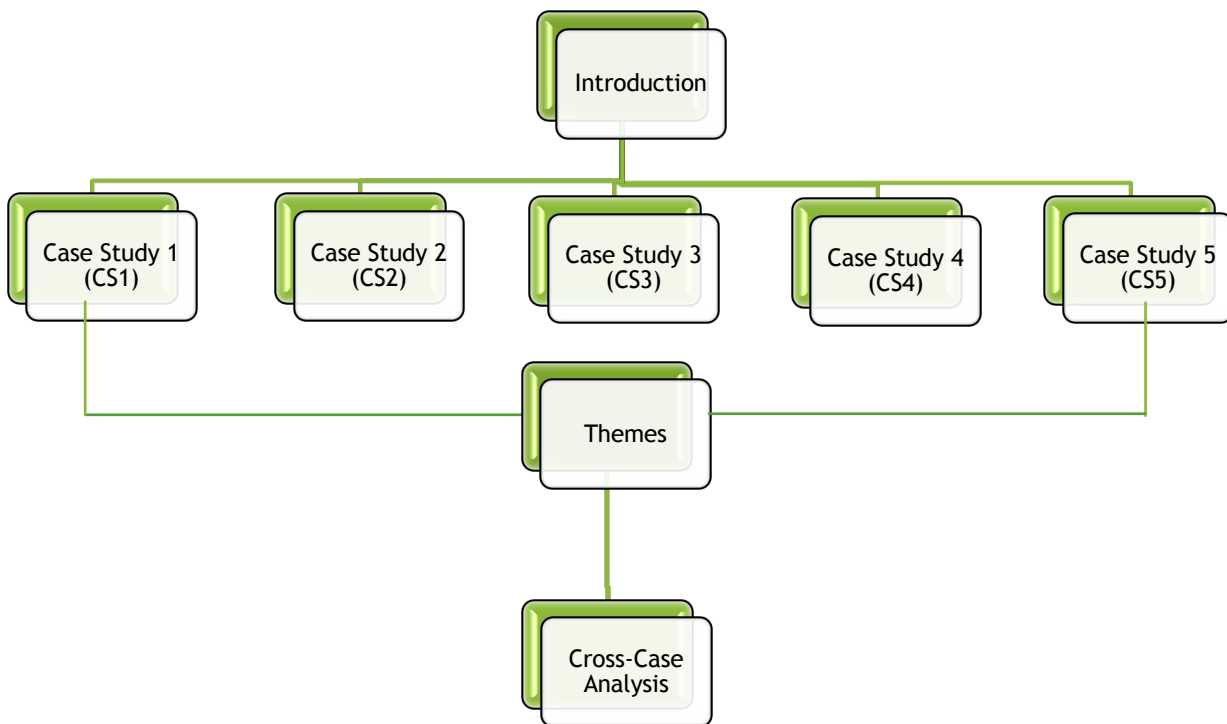 Introduction
Case Study 1
(CS1)
Case Study 2
(CS2)
Case Study 3
(CS3)
Case Study 4
(CS4)
Case Study 5
(CS5)
Themes
Cross-Case
Analysis